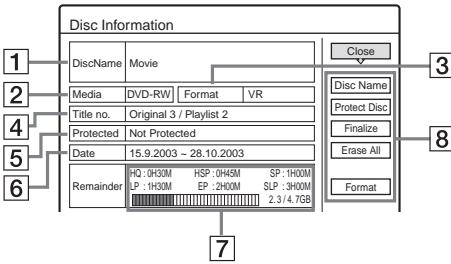 Disc Information
Close
1 DiscName Movie
3
2 Media DVD-RW Format VR
Disc Name
4 Title no. Original 3 / Playlist 2
Protect Disc
5 Protected Not Protected
Finalize
8
6 Date 15.9.2003 ~ 28.10.2003
Erase All
Remainder HQ : 0H30M HSP : 0H45M SP : 1H00M
LP : 1H30M EP : 2H00M SLP : 3H00M
Format
2.3 / 4.7GB
7